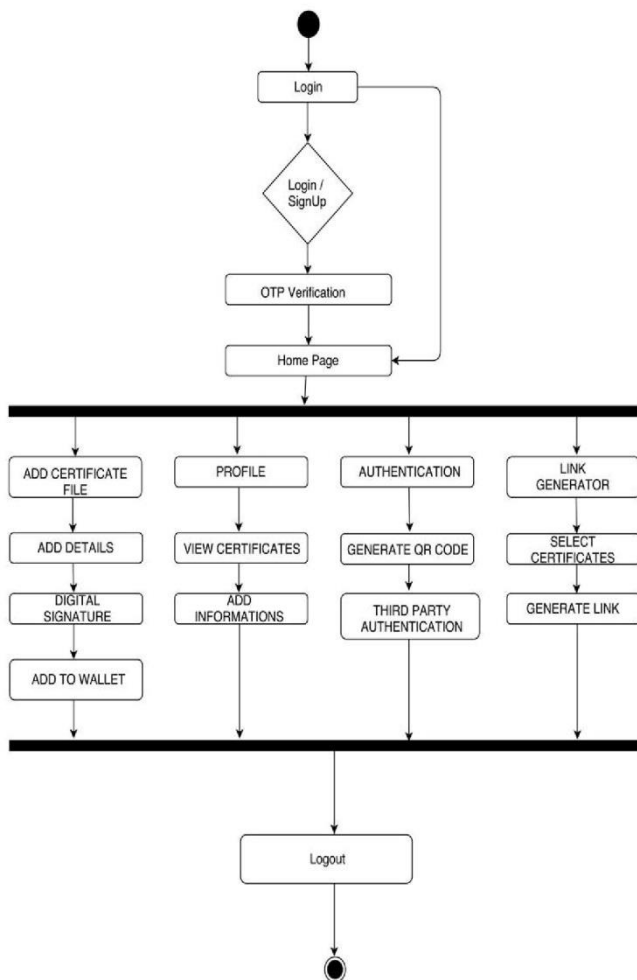 Login
Login /
SignUp
OTP Verification
Home Page
ADD CERTIFICATE
FILE
ADD DETAILS
DIGITAL
SIGNATURE
ADD TO WALLET
PROFILE
VIEW CERTIFICATES
ADD
INFORMATIONS
AUTHENTICATION
GENERATE QR CODE
THIRD PARTY
AUTHENTICATION
LINK
GENERATOR
SELECT
CERTIFICATES
GENERATE LINK
Logout